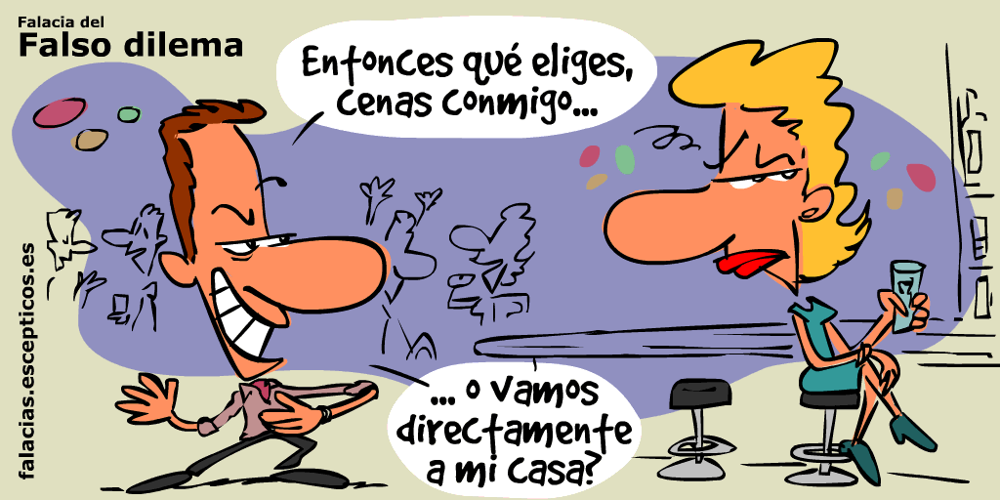 Falacia del
Falso dilema
Entonces qué eliges,
cenas conmigo...
... o vamos
directamente
a mi casa?
falacias.escepticos.es